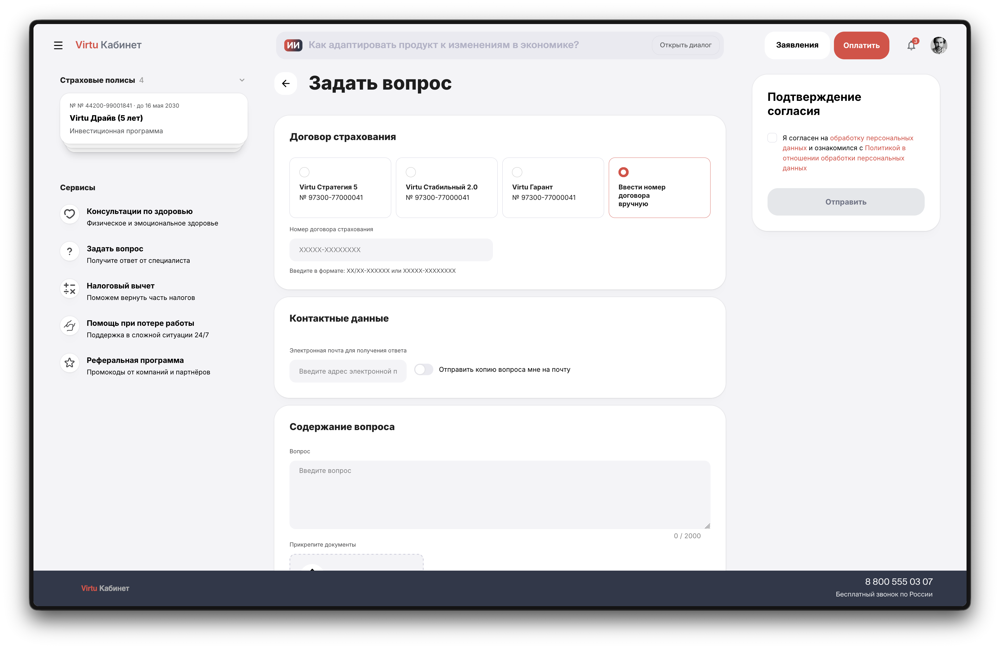 Virtu Кабинет
ИИ Как адаптировать продукт к изменениям в экономике?
Открыть диалог
Заявления
Оплатить
3
Страховые полисы 4
№ № 44200-99001841 · до 16 мая 2030
Virtu Драйв (5 лет)
Инвестиционная программа
Сервисы
Консультации по здоровью
Физическое и эмоциональное здоровье
Задать вопрос
Получите ответ от специалиста
Налоговый вычет
Поможем вернуть часть налогов
Помощь при потере работы
Поддержка в сложной ситуации 24/7
Реферальная программа
Промокоды от компаний и партнёров
Задать вопрос
Договор страхования
Virtu Стратегия 5
№ 97300-77000041
Virtu Стабильный 2.0
№ 97300-77000041
Virtu Гарант
№ 97300-77000041
Ввести номер
договора
вручную
Номер договора страхования
XXXXX-XXXXXXXX
Введите в формате: XX/XX-XXXXXX или XXXXX-XXXXXXXX
Контактные данные
Электронная почта для получения ответа
Введите адрес электронной п
Отправить копию вопроса мне на почту
Содержание вопроса
Вопрос
Введите вопрос
0 / 2000
Прикрепите документы
Подтверждение
согласия
Я согласен на обработку персональных
данных и ознакомился с Политикой в
отношении обработки персональных
данных
Отправить
Virtu Кабинет
8 800 555 03 07
Бесплатный звонок по России